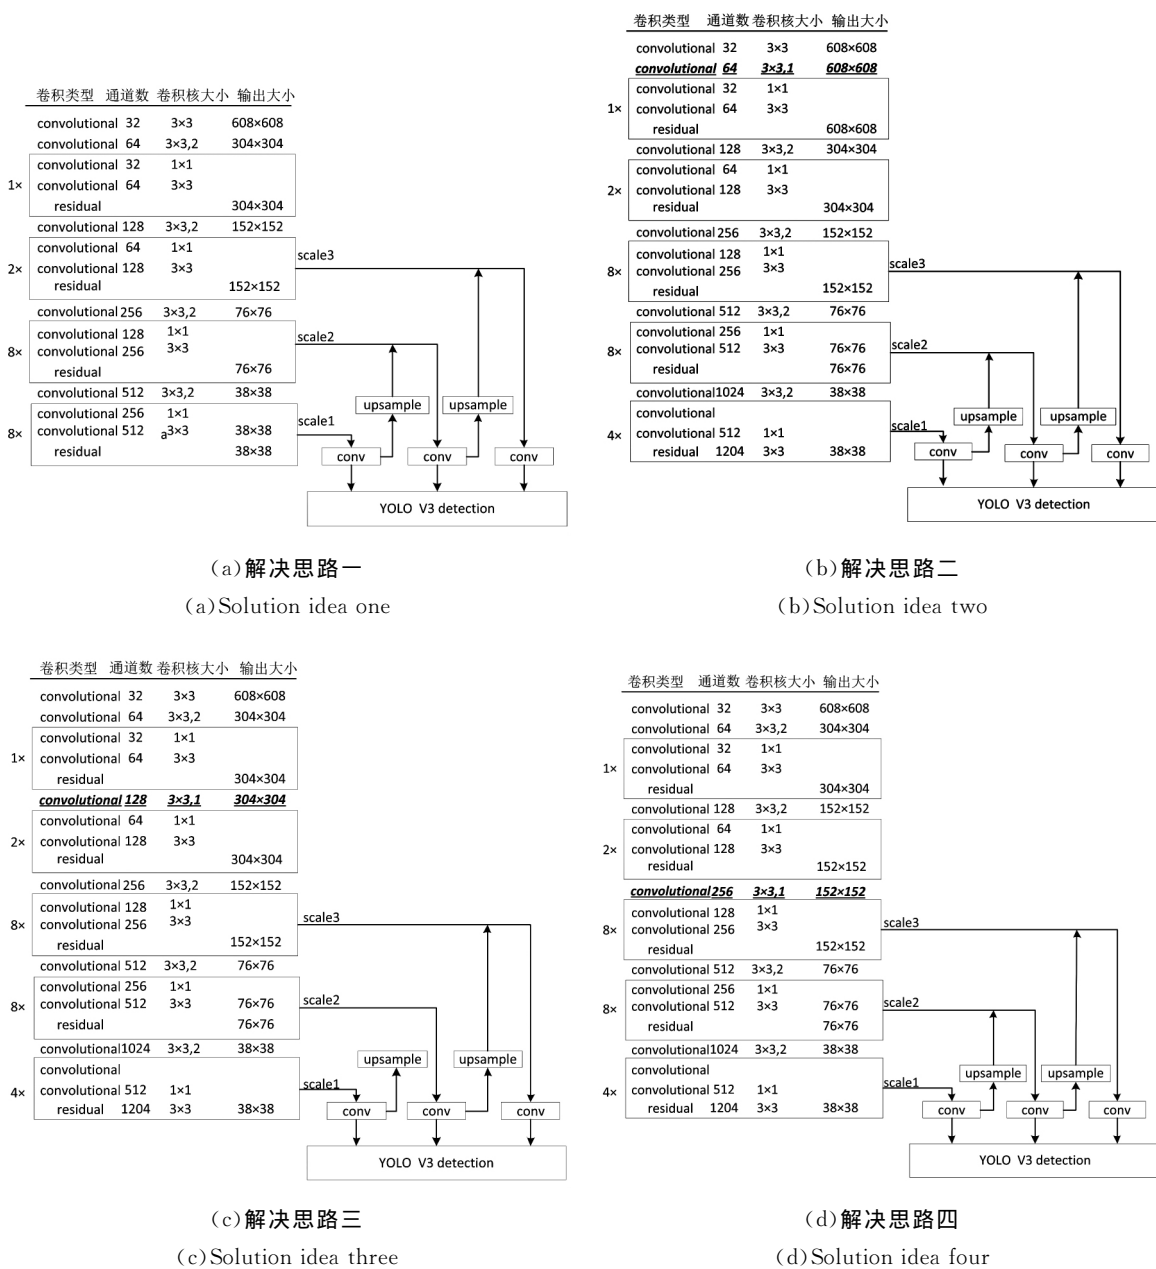 卷积类型 通道数 卷积核大小 输出大小
convolutional 32 3×3 608×608
convolutional 64 3×3,2 304×304
convolutional 32 1×1
1× convolutional 64 3×3
residual 304×304
convolutional 128 3×3,2 152×152
convolutional 64 1×1
scale3
2× convolutional 128 3×3
residual 152×152
convolutional 256 3×3,2 76×76
convolutional 128 1×1
scale2
8× convolutional 256 3×3
residual 76×76
convolutional 512 3×3,2 38×38
upsample upsample
convolutional 256 1×1
scale1
8× convolutional 512 a3×3 38×38
residual 38×38
conv conv conv
YOLO V3 detection
(a)解决思路一
(a)Solution idea one
卷积类型 通道数 卷积核大小 输出大小
convolutional 32 3×3 608×608
convolutional 64 3×3,1 608×608
convolutional 32 1×1
1× convolutional 64 3×3
residual 608×608
convolutional 128 3×3,2 304×304
convolutional 64 1×1
2× convolutional 128 3×3
residual 304×304
convolutional 256 3×3,2 152×152
convolutional 128 1×1
scale3
8× convolutional 256 3×3
residual 152×152
convolutional 512 3×3,2 76×76
convolutional 256 1×1
scale2
8× convolutional 512 3×3 76×76
residual 76×76
convolutional 1024 3×3,2 38×38
convolutional
upsample upsample
scale1
4× convolutional 512 1×1
residual 1204 3×3 38×38
conv conv conv
YOLO V3 detection
(b)解决思路二
(b)Solution idea two
卷积类型 通道数 卷积核大小 输出大小
convolutional 32 3×3 608×608
convolutional 64 3×3,2 304×304
convolutional 32 1×1
1× convolutional 64 3×3
residual 304×304
convolutional 128 3×3,1 304×304
convolutional 64 1×1
2× convolutional 128 3×3
residual 304×304
convolutional 256 3×3,2 152×152
convolutional 128 1×1
scale3
8× convolutional 256 3×3
residual 152×152
convolutional 512 3×3,2 76×76
convolutional 256 1×1
scale2
8× convolutional 512 3×3 76×76
residual 76×76
convolutional 1024 3×3,2 38×38
upsample upsample
convolutional
scale1
4× convolutional 512 1×1
residual 1204 3×3 38×38
conv conv conv
YOLO V3 detection
(c)解决思路三
(c)Solution idea three
卷积类型 通道数 卷积核大小 输出大小
convolutional 32 3×3 608×608
convolutional 64 3×3,2 304×304
convolutional 32 1×1
1× convolutional 64 3×3
residual 304×304
convolutional 128 3×3,2 152×152
convolutional 64 1×1
2× convolutional 128 3×3
residual 152×152
convolutional 256 3×3,1 152×152
convolutional 128 1×1
scale3
8× convolutional 256 3×3
residual 152×152
convolutional 512 3×3,2 76×76
convolutional 256 1×1
scale2
8× convolutional 512 3×3 76×76
residual 76×76
convolutional 1024 3×3,2 38×38
convolutional
upsample upsample
scale1
4× convolutional 512 1×1
residual 1204 3×3 38×38
conv conv conv
YOLO V3 detection
(d)解决思路四
(d)Solution idea four